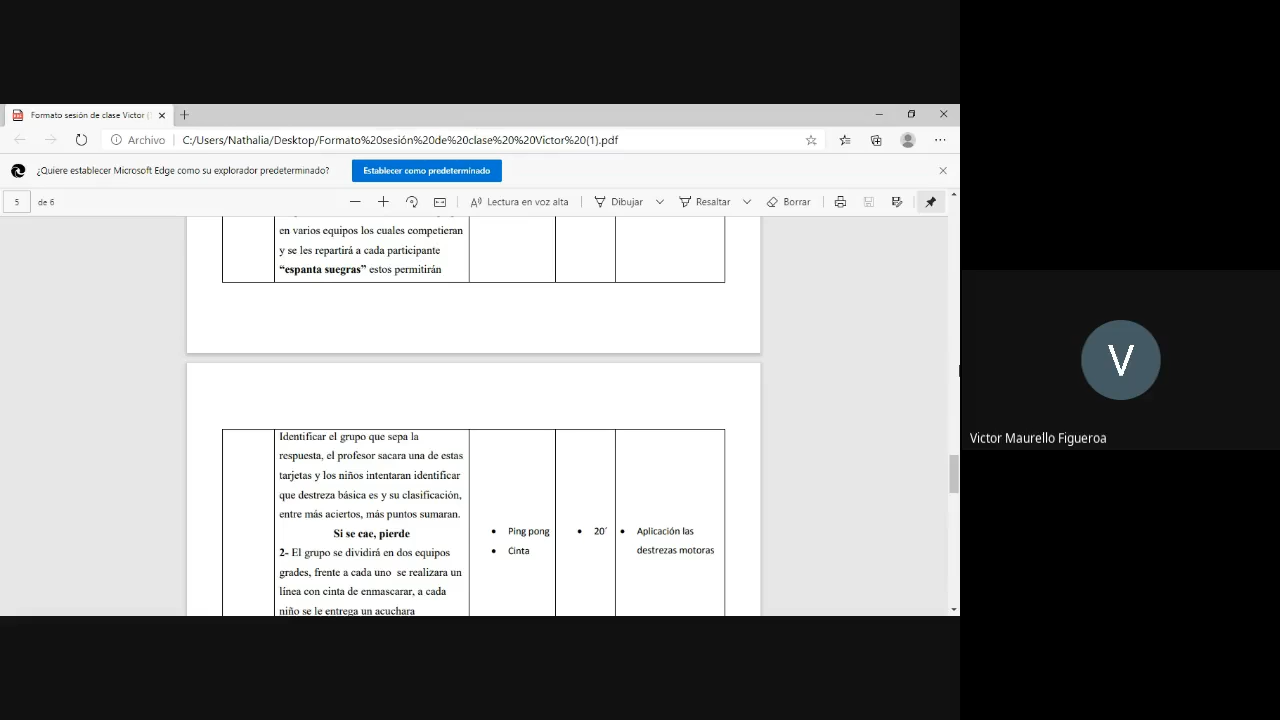 Formato sesión de clase Victor (
Archivo
C:/Users/Nathalia/Desktop/Formato%20sesión%20de%20clase%20%20Victor%20(1).pdf
¿Quiere establecer Microsoft Edge como su explorador predeterminado?
Establecer como predeterminado
5
de 6
Lectura en voz alta
Dibujar
Resaltar
Borrar
en varios equipos los cuales competieran
y se les repartirá a cada participante
“espanta suegras” estos permitirán
Identificar el grupo que sepa la
respuesta, el profesor sacara una de estas
tarjetas y los niños intentaran identificar
que destreza básica es y su clasificación,
entre más aciertos, más puntos sumaran.
Si se cae, pierde
2- El grupo se dividirá en dos equipos
grades, frente a cada uno se realizara un
línea con cinta de enmascarar, a cada
niño se le entrega un acuchara
• Ping pong
• Cinta
• 20´
• Aplicación las
destrezas motoras
V
Victor Maurello Figueroa